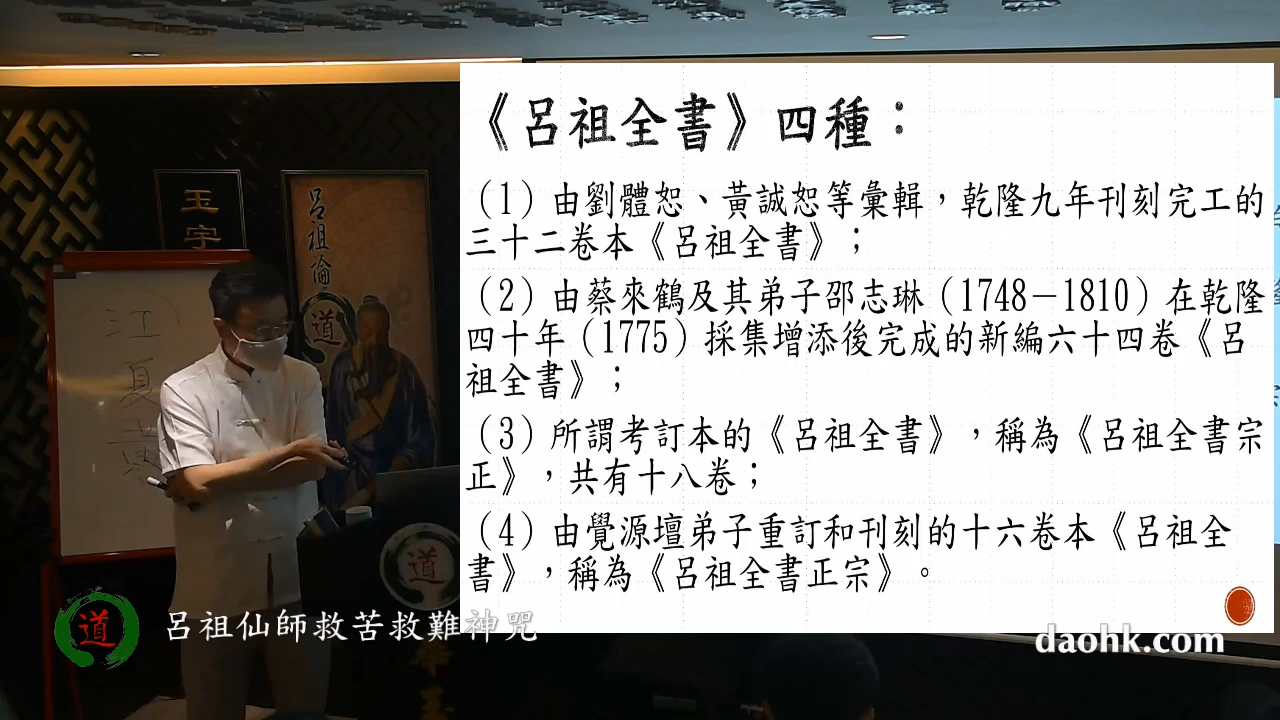 《呂祖全書》四種：
（1）由劉體恕、黃誠恕等彙輯，乾隆九年刊刻完工的
三十二卷本《呂祖全書》；
（2）由蔡來鶴及其弟子邵志琳（1748－1810）在乾隆
四十年（1775）採集增添後完成的新編六十四卷《呂
祖全書》；
（3）所謂考訂本的《呂祖全書》，稱為《呂祖全書宗
正》，共有十八卷；
（4）由覺源壇弟子重訂和刊刻的十六卷本《呂祖全
書》，稱為《呂祖全書正宗》。
玉宇
呂祖論
道
江夏黃
道
道
呂祖仙師救苦救難神咒
daohk.com